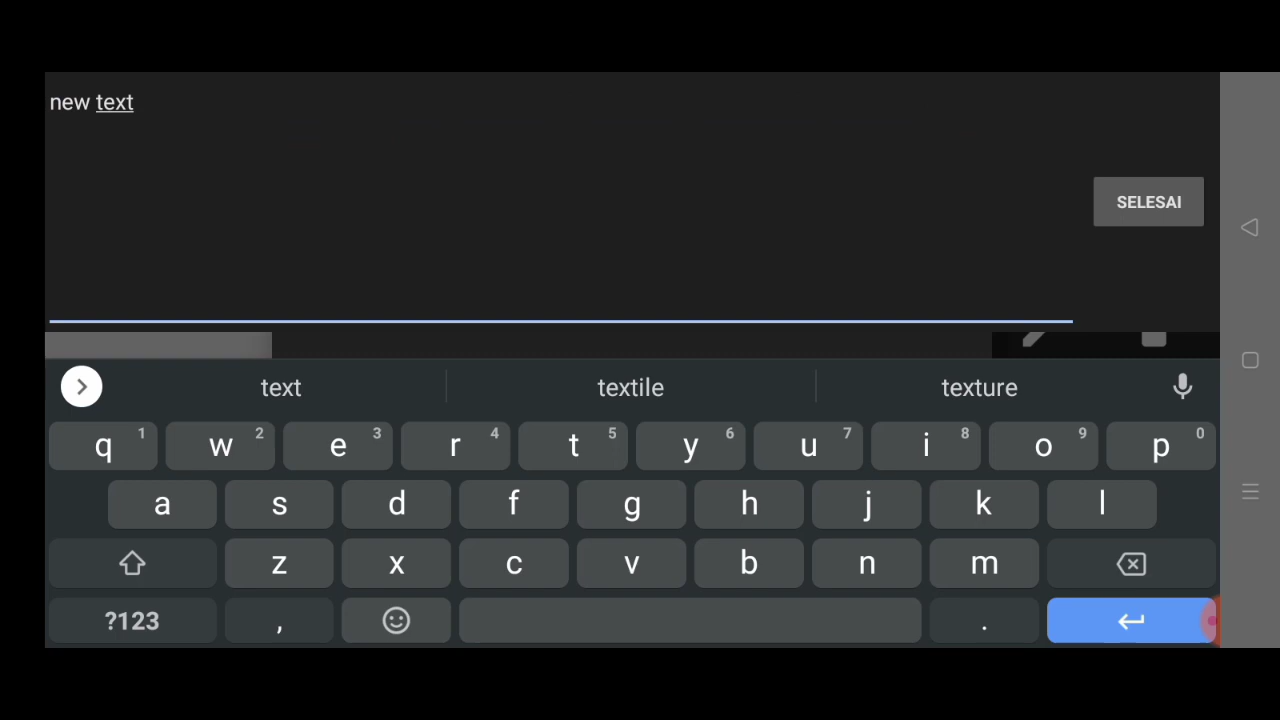 new text
SELESAI
text textile texture
q 1 w 2 e 3 r 4 t 5 y 6 u 7 i 8 o 9 p 0
a s d f g h j k l
z x c v b n m
?123 , .